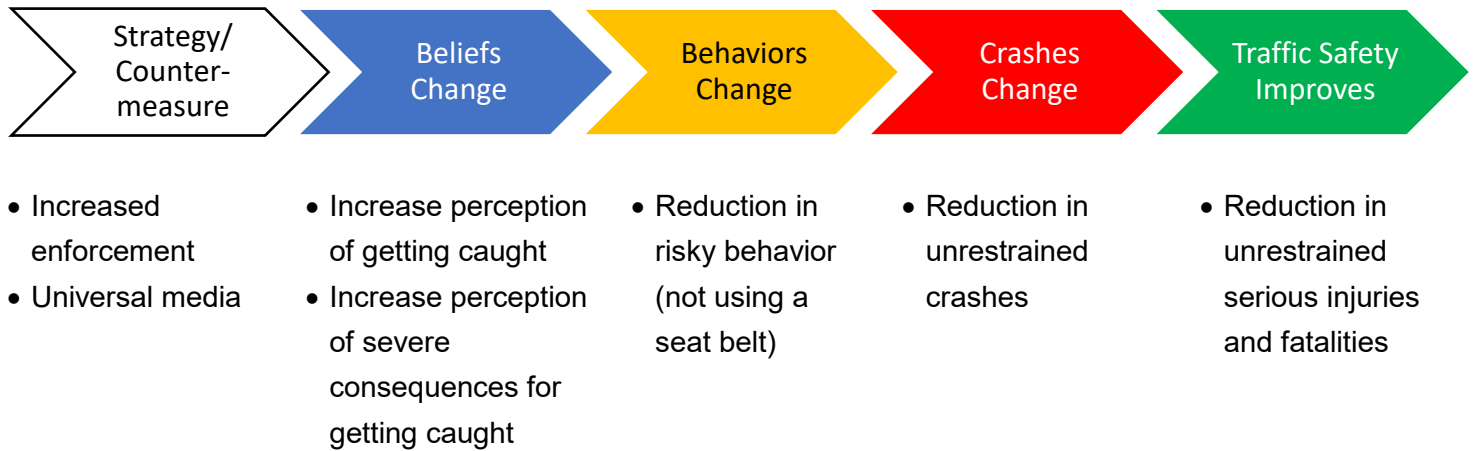 Strategy/
Counter-
measure
Beliefs
Change
Behaviors
Change
Crashes
Change
Traffic Safety
Improves
• Increased
enforcement
• Universal media
• Increase perception
of getting caught
• Increase perception
of severe
consequences for
getting caught
• Reduction in
risky behavior
(not using a
seat belt)
• Reduction in
unrestrained
crashes
• Reduction in
unrestrained
serious injuries
and fatalities